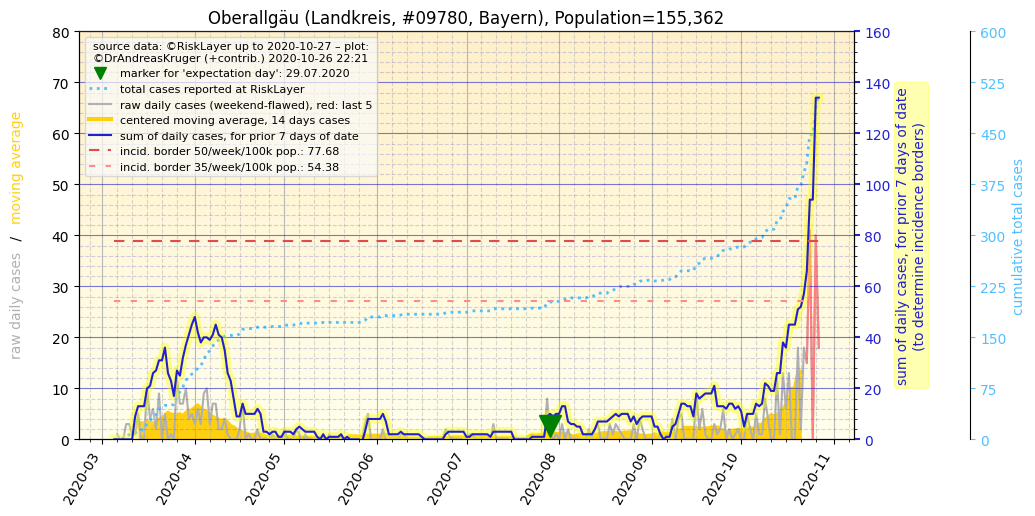 Oberallgäu (Landkreis, #09780, Bayern), Population=155,362
source data: ©RiskLayer up to 2020-10-27 – plot:
©DrAndreasKruger (+contrib.) 2020-10-26 22:21
marker for 'expectation day': 29.07.2020
total cases reported at RiskLayer
raw daily cases (weekend-flawed), red: last 5
centered moving average, 14 days cases
sum of daily cases, for prior 7 days of date
incid. border 50/week/100k pop.: 77.68
incid. border 35/week/100k pop.: 54.38
raw daily cases / moving average
80
70
60
50
40
30
20
10
0
160
140
120
100
80
60
40
20
0
sum of daily cases, for prior 7 days of date
(to determine incidence borders)
600
525
450
375
300
225
150
75
0
cumulative total cases
2020-03
2020-04
2020-05
2020-06
2020-07
2020-08
2020-09
2020-10
2020-11